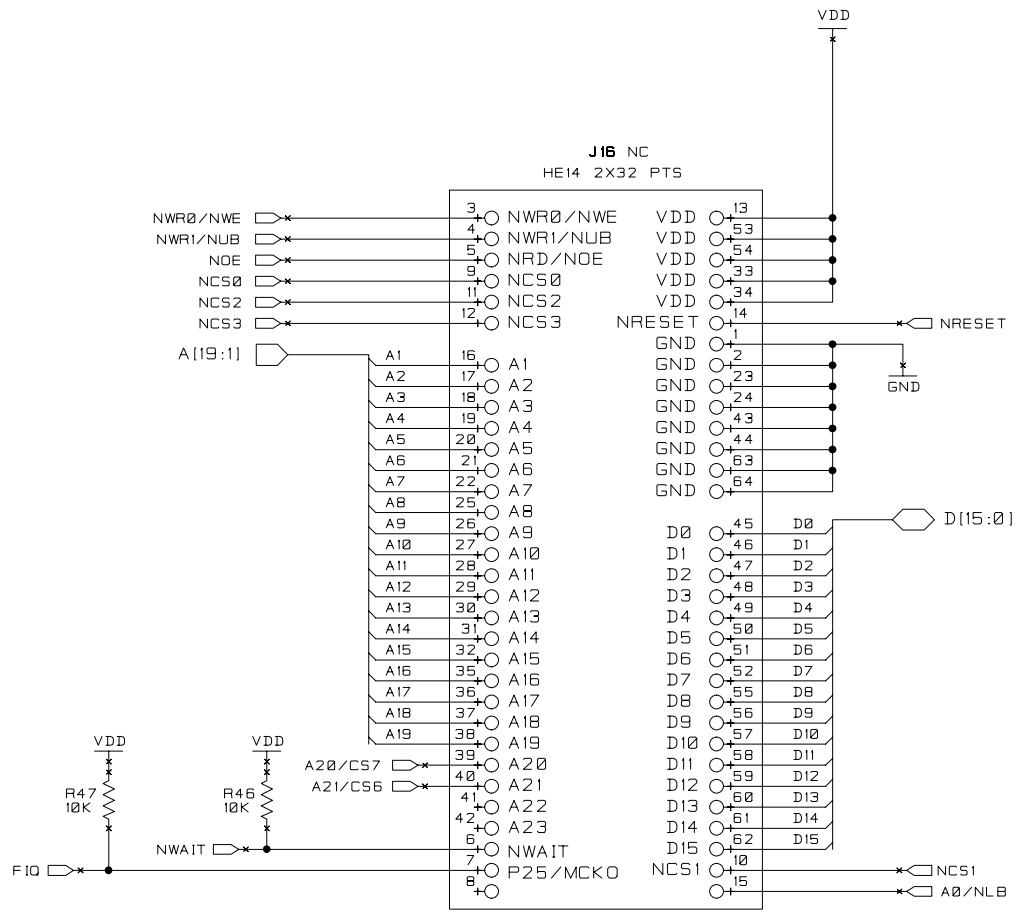 VDD
J16 NC
HE14 2X32 PTS
NWR0/NWE 3 NWR0/NWE VDD 13
NWR1/NUB 4 NWR1/NUB VDD 53
NOE 5 NRD/NOE VDD 54
NCS0 9 NCS0 VDD 33
NCS2 11 NCS2 VDD 34
NCS3 12 NCS3 NRESET 14 NRESET
A[19:1] GND 1
A1 16 A1 GND 2
A2 17 A2 GND 23 GND
A3 18 A3 GND 24
A4 19 A4 GND 43
A5 20 A5 GND 44
A6 21 A6 GND 63
A7 22 A7 GND 64
A8 25 A8 D[15:0]
A9 26 A9 D0 45 D0
A10 27 A10 D1 46 D1
A11 28 A11 D2 47 D2
A12 29 A12 D3 48 D3
A13 30 A13 D4 49 D4
A14 31 A14 D5 50 D5
A15 32 A15 D6 51 D6
A16 35 A16 D7 52 D7
A17 36 A17 D8 55 D8
A18 37 A18 D9 56 D9
VDD VDD A19 38 A19 D10 57 D10
A20/CS7 39 A20 D11 58 D11
A21/CS6 40 A21 D12 59 D12
R47 R46 41 A22 D13 60 D13
10K 10K 42 A23 D14 61 D14
NWAIT 6 NWAIT D15 62 D15
FIQ 7 P25/MCKO NCS1 10 NCS1
8 15 A0/NLB